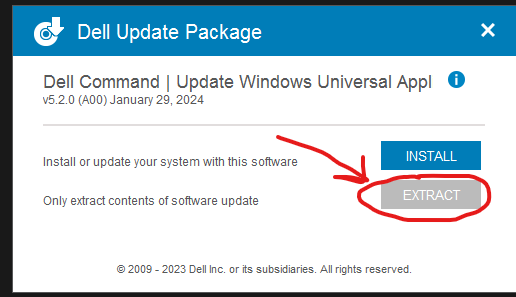 Dell Update Package
Dell Command | Update Windows Universal Appl
v5.2.0 (A00) January 29, 2024
Install or update your system with this software
INSTALL
Only extract contents of software update
EXTRACT
© 2009 - 2023 Dell Inc. or its subsidiaries. All rights reserved.